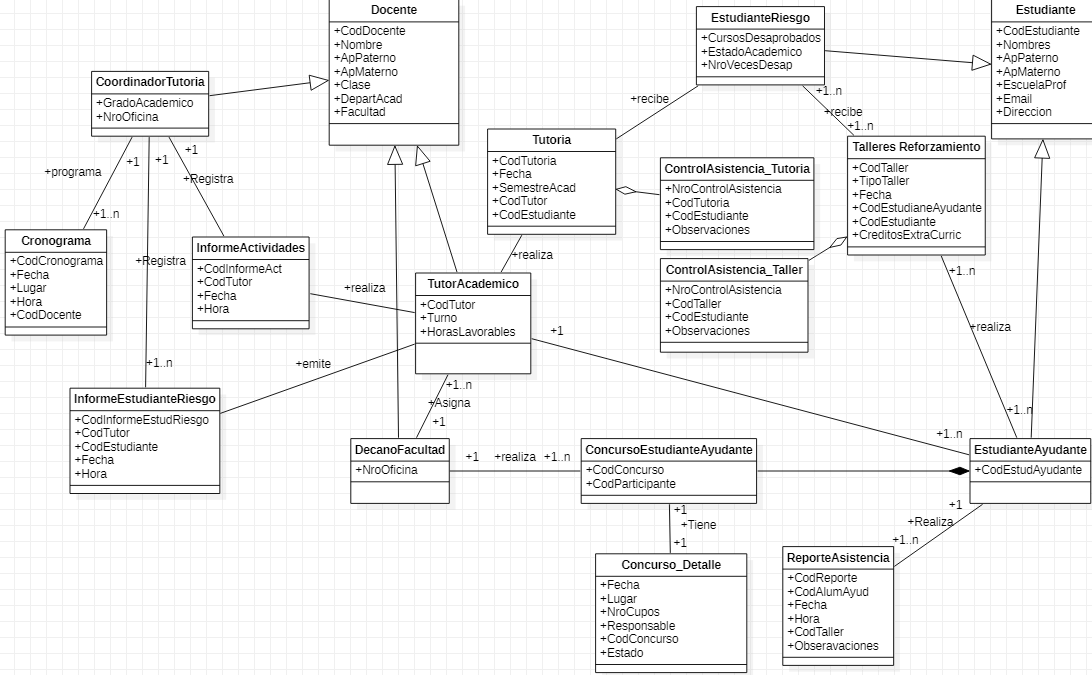 Docente
+CodDocente
+Nombre
+ApPaterno
+ApMaterno
+Clase
+DepartAcad
+Facultad
EstudianteRiesgo
+CursosDesaprobados
+EstadoAcademico
+NroVecesDesap
Estudiante
+CodEstudiante
+Nombres
+ApPaterno
+ApMaterno
+EscuelaProf
+Email
+Direccion
CoordinadorTutoria
+GradoAcademico
+NroOficina
+recibe
+1..n
+recibe
+1..n
Tutoria
+CodTutoria
+Fecha
+SemestreAcad
+CodTutor
+CodEstudiante
ControlAsistencia_Tutoria
+NroControlAsistencia
+CodTutoria
+CodEstudiante
+Observaciones
Talleres Reforzamiento
+CodTaller
+TipoTaller
+Fecha
+CodEstudianeAyudante
+CodEstudiante
+CreditosExtraCurric
+1
+programa
+1..n
+1
+Registra
+1..n
+1
+Registra
Cronograma
+CodCronograma
+Fecha
+Lugar
+Hora
+CodDocente
InformeActividades
+CodInformeAct
+CodTutor
+Fecha
+Hora
+realiza
+realiza
ControlAsistencia_Taller
+NroControlAsistencia
+CodTaller
+CodEstudiante
+Observaciones
TutorAcademico
+CodTutor
+Turno
+HorasLavorables
+1
+1..n
+1..n
+realiza
+1..n
+emite
+1..n
+Asigna
+1
InformeEstudianteRiesgo
+CodInformeEstudRiesgo
+CodTutor
+CodEstudiante
+Fecha
+Hora
DecanoFacultad
+NroOficina
+1
+realiza
+1..n
ConcursoEstudianteAyudante
+CodConcurso
+CodParticipante
EstudianteAyudante
+CodEstudAyudante
+1
+Tiene
+1
+1
+Realiza
+1..n
Concurso_Detalle
+Fecha
+Lugar
+NroCupos
+Responsable
+CodConcurso
+Estado
ReporteAsistencia
+CodReporte
+CodAlumAyud
+Fecha
+Hora
+CodTaller
+Obseravaciones